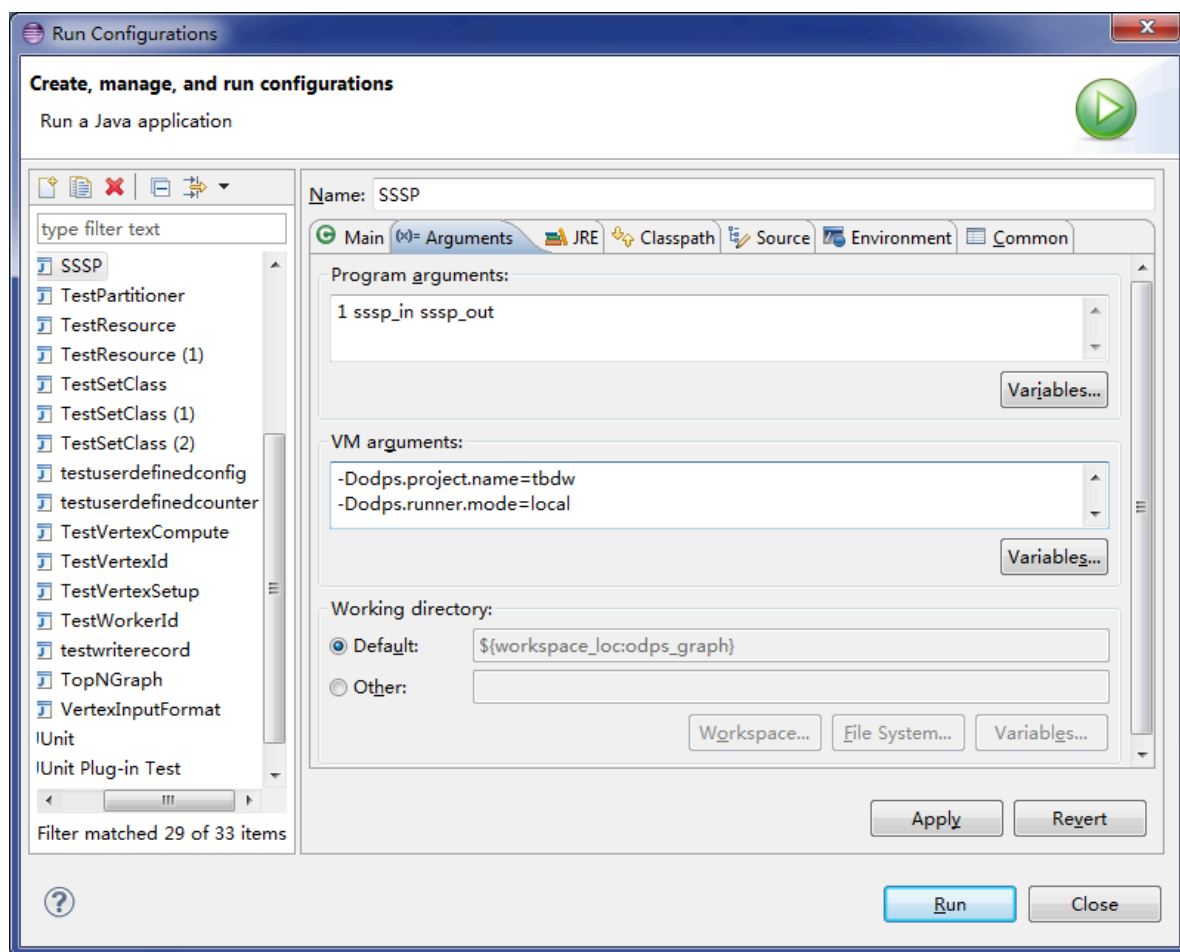 Run Configurations
X
Create, manage, and run configurations
Run a Java application
type filter text
SSSP
TestPartitioner
TestResource
TestResource (1)
TestSetClass
TestSetClass (1)
TestSetClass (2)
testuserdefinedconfig
testuserdefinedcounter
TestVertexCompute
TestVertexId
TestVertexSetup
TestWorkerId
testwriterecord
TopNGraph
VertexInputFormat
Unit
Unit Plug-in Test
Filter matched 29 of 33 items
Name: SSSP
Main (x)= Arguments JRE Classpath Source Environment Common
Program arguments:
1 sssp_in sssp_out
Variables...
VM arguments:
-Dodps.project.name=tbdw
-Dodps.runner.mode=local
Variables...
Working directory:
Default: ${workspace_loc:odps_graph}
Other:
Workspace... File System... Variables...
Apply Revert
? Run Close